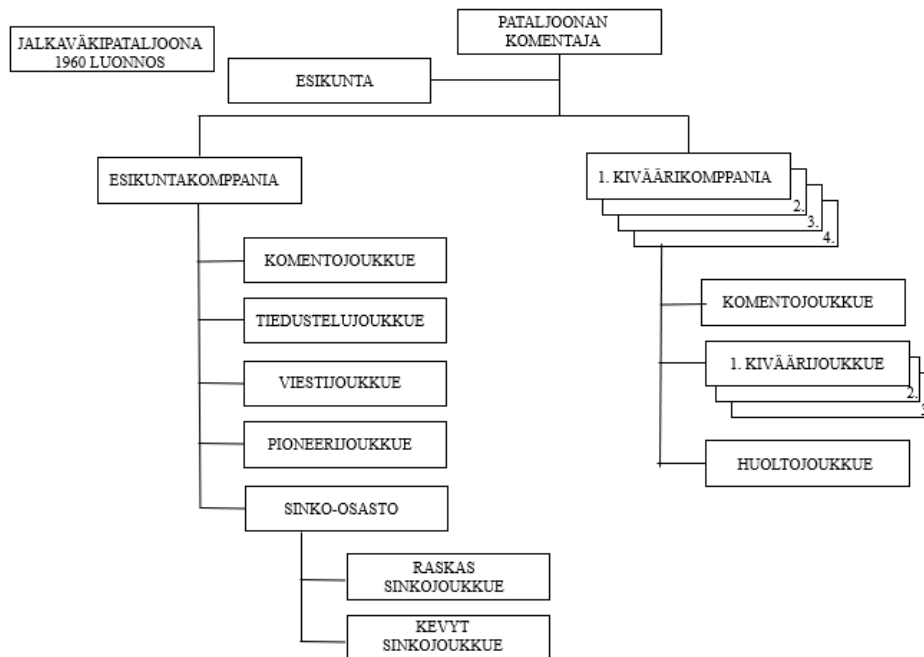 JALKAVÄKIPATALJOONA
1960 LUONNOS
PATALJOONAN
KOMENTAJA
ESIKUNTA
ESIKUNTAKOMPPANIA
KOMENTOJOUKKUE
TIEDUSTELUJOUKKUE
VIESTIJOUKKUE
PIONEERIJOUKKUE
SINKO-OSASTO
RASKAS
SINKOJOUKKUE
KEVYT
SINKOJOUKKUE
1. KIVÄÄRIKOMPPANIA
2.
3.
4.
KOMENTOJOUKKUE
1. KIVÄÄRIJOUKKUE
2.
3
HUOLTOJOUKKUE